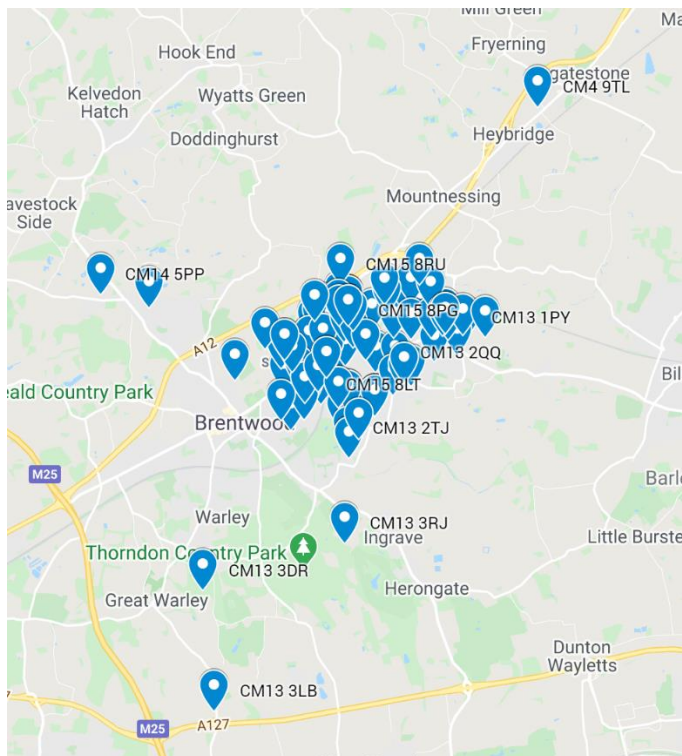 Mill Green
Hook End
Fryerning
Kelvedon
Hatch
Wyatts Green
gatestone
CM4 9TL
Doddinghurst
Heybridge
Mountnessing
avestock
Side
CM14 5PP
CM15 8RU
CM15 8PG
CM13 1PY
A12
CM13 2QQ
Bil
eald Country Park
CM15 8LT
Brentwood
CM13 2TJ
M25
Barle
Warley
CM13 3RJ
Ingrave
Little Burste
Thorndon Country Park
CM13 3DR
Great Warley
Herongate
Dunton
Wayletts
CM13 3LB
M25
A127